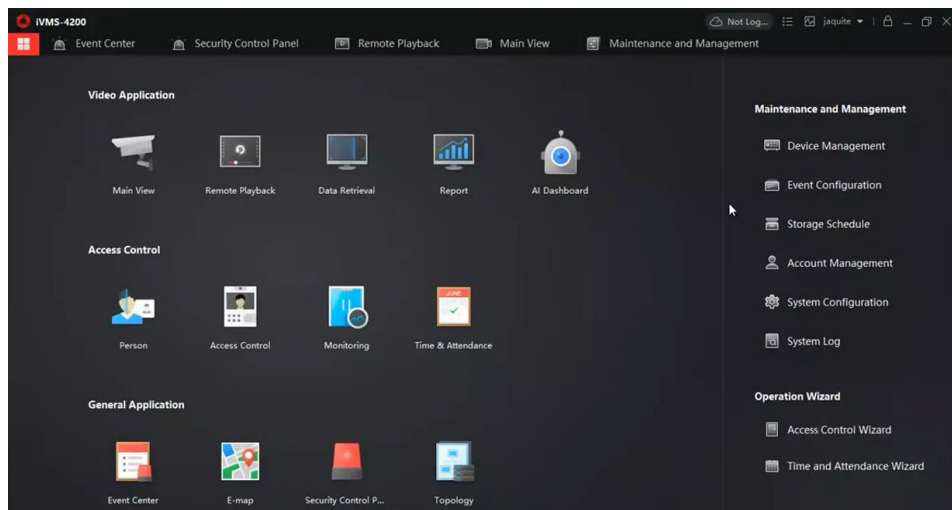 iVMS-4200
Not Log...
jaquite
Event Center
Security Control Panel
Remote Playback
Main View
Maintenance and Management
Video Application
Main View
Remote Playback
Data Retrieval
Report
AI Dashboard
Access Control
Person
Access Control
Monitoring
JUNE
Time & Attendance
General Application
Event Center
E-map
Security Control P...
Topology
Maintenance and Management
Device Management
Event Configuration
Storage Schedule
Account Management
System Configuration
System Log
Operation Wizard
Access Control Wizard
Time and Attendance Wizard